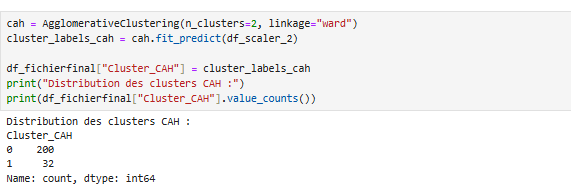 cah = AgglomerativeClustering(n_clusters=2, linkage="ward")
cluster_labels_cah = cah.fit_predict(df_scaler_2)
df_fichierfinal["Cluster_CAH"] = cluster_labels_cah
print("Distribution des clusters CAH :")
print(df_fichierfinal["Cluster_CAH"].value_counts())
Distribution des clusters CAH :
Cluster_CAH
0    200
1     32
Name: count, dtype: int64